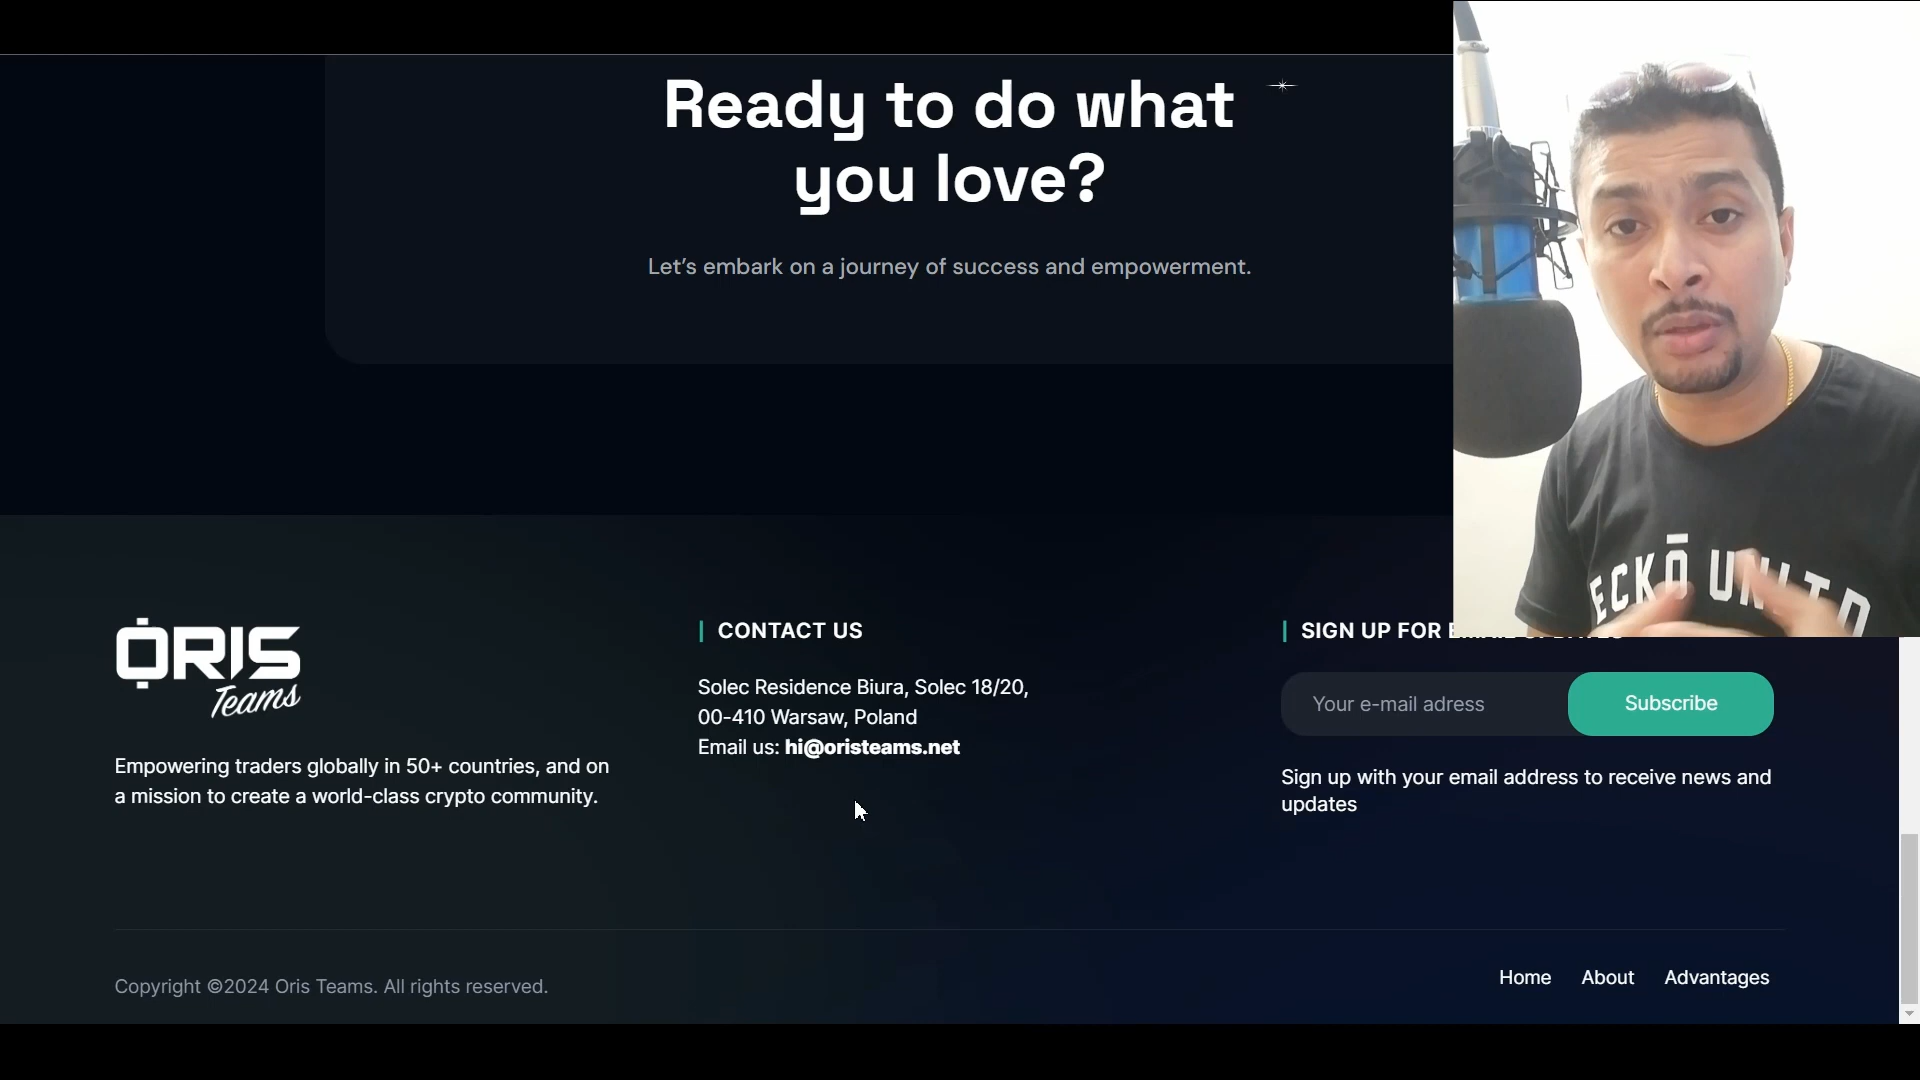 Ready to do what
you love?
Let's embark on a journey of success and empowerment.
ECKŌ UNLTD
ORIS
Teams
Empowering traders globally in 50+ countries, and on
a mission to create a world-class crypto community.
CONTACT US
Solec Residence Biura, Solec 18/20,
00-410 Warsaw, Poland
Email us: hi@oristeams.net
SIGN UP FOR
Your e-mail adress
Subscribe
Sign up with your email address to receive news and
updates
Copyright ©2024 Oris Teams. All rights reserved.
Home About Advantages